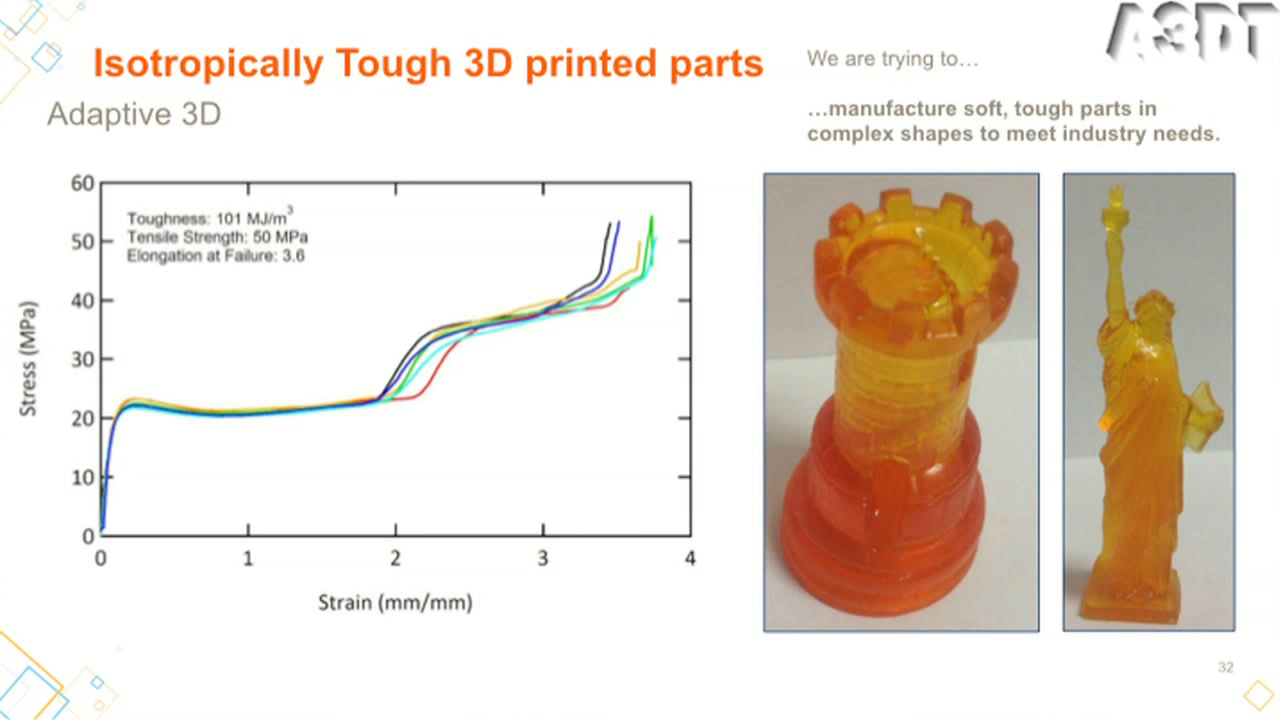 A3DT
Isotropically Tough 3D printed parts
We are trying to…
Adaptive 3D
…manufacture soft, tough parts in
complex shapes to meet industry needs.
Toughness: 101 MJ/m3
Tensile Strength: 50 MPa
Elongation at Failure: 3.6
Stress (MPa)
60
50
40
30
20
10
0
0 1 2 3 4
Strain (mm/mm)
32